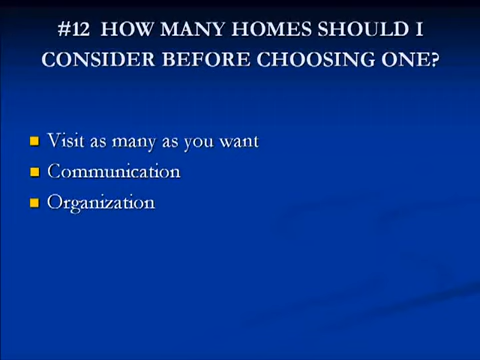 #12 HOW MANY HOMES SHOULD I
CONSIDER BEFORE CHOOSING ONE?
Visit as many as you want
Communication
Organization